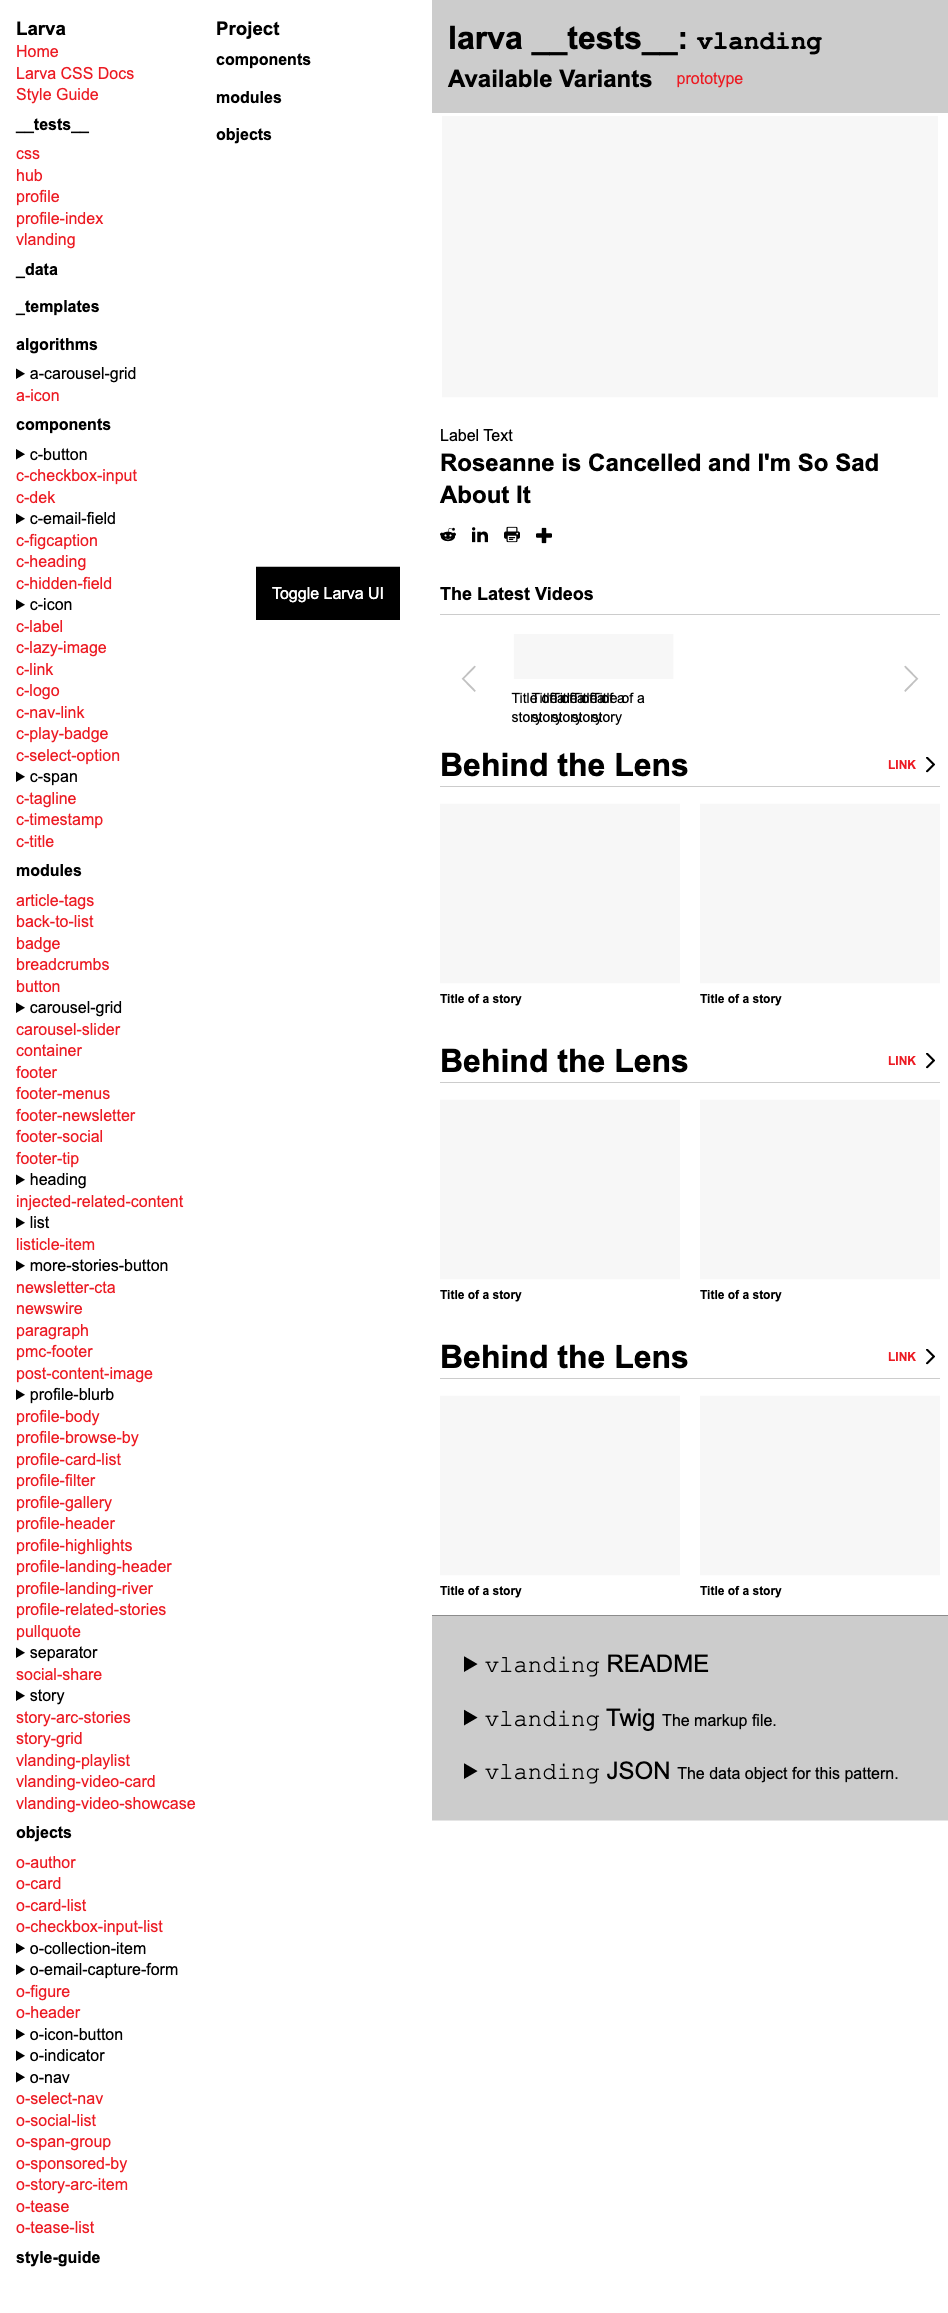 Larva
Home
Larva CSS Docs
Style Guide
__tests__
css
hub
profile
profile-index
vlanding
_data
_templates
algorithms
a-carousel-grid
a-icon
components
c-button
c-checkbox-input
c-dek
c-email-field
c-figcaption
c-heading
c-hidden-field
c-icon
c-label
c-lazy-image
c-link
c-logo
c-nav-link
c-play-badge
c-select-option
c-span
c-tagline
c-timestamp
c-title
modules
article-tags
back-to-list
badge
breadcrumbs
button
carousel-grid
carousel-slider
container
footer
footer-menus
footer-newsletter
footer-social
footer-tip
heading
injected-related-content
list
listicle-item
more-stories-button
newsletter-cta
newswire
paragraph
pmc-footer
post-content-image
profile-blurb
profile-body
profile-browse-by
profile-card-list
profile-filter
profile-gallery
profile-header
profile-highlights
profile-landing-header
profile-landing-river
profile-related-stories
pullquote
separator
social-share
story
story-arc-stories
story-grid
vlanding-playlist
vlanding-video-card
vlanding-video-showcase
objects
o-author
o-card
o-card-list
o-checkbox-input-list
o-collection-item
o-email-capture-form
o-figure
o-header
o-icon-button
o-indicator
o-nav
o-select-nav
o-social-list
o-span-group
o-sponsored-by
o-story-arc-item
o-tease
o-tease-list
style-guide
Project
components
modules
objects
Toggle Larva UI
larva __tests__: vlanding
Available Variants prototype
Label Text
Roseanne is Cancelled and I'm So Sad
About It
The Latest Videos
Title of a
story
Behind the Lens LINK
Title of a story Title of a story
Behind the Lens LINK
Title of a story Title of a story
Behind the Lens LINK
Title of a story Title of a story
vlanding README
vlanding Twig The markup file.
vlanding JSON The data object for this pattern.